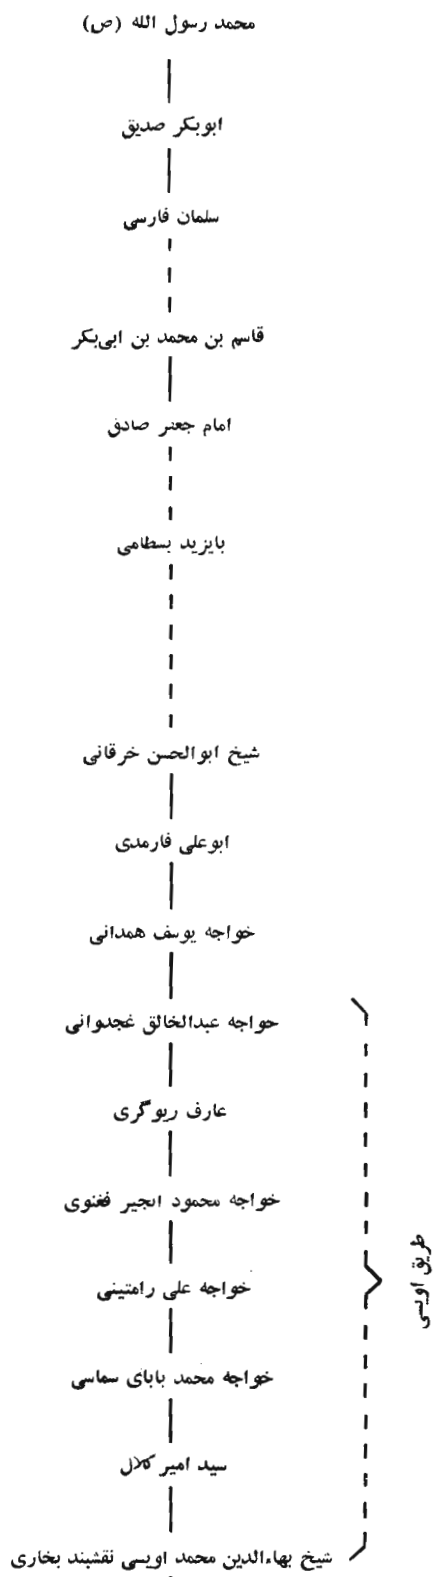 محمد رسول الله (ص)
ابوبکر صدیق
سلمان فارسی
قاسم بن محمد بن ابی‌بکر
امام جعفر صادق
بایزید بسطامی
شیخ ابوالحسن خرقانی
ابوعلی فارمدی
خواجه یوسف همدانی
خواجه عبدالخالق غجدوانی
عارف ریوگری
خواجه محمود انجیر فغنوی
خواجه علی رامتینی
خواجه محمد بابای سماسی
سید امیر کلال
شیخ بهاءالدین محمد اویسی نقشبند بخاری
طریق اویسی